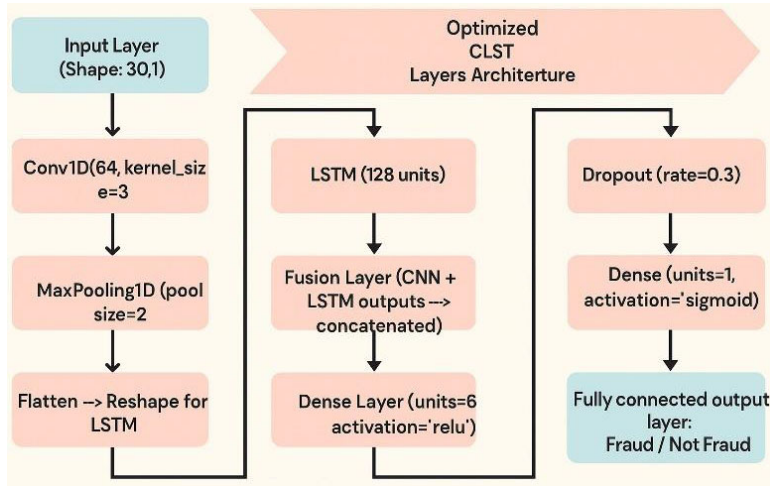 Input Layer
(Shape: 30,1)
Optimized
CLST
Layers Architerture
Conv1D(64, kernel_siz
e=3
MaxPooling1D (pool
size=2
Flatten --> Reshape for
LSTM
LSTM (128 units)
Fusion Layer (CNN +
LSTM outputs --->
concatenated)
Dense Layer (units=6
activation='relu')
Dropout (rate=0.3)
Dense (units=1,
activation='sigmoid)
Fully connected output
layer:
Fraud / Not Fraud